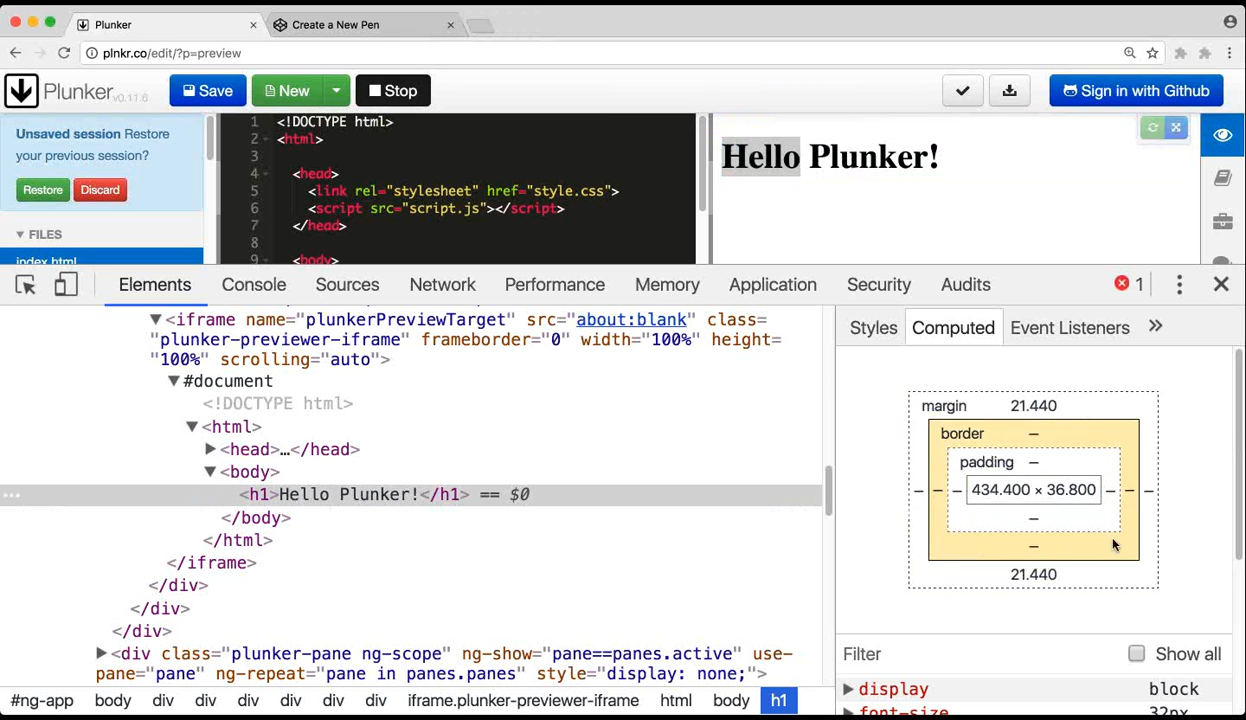 Plunker
Create a New Pen
plnkr.co/edit/?p=preview
Plunker v0.11.6
Save
New
Stop
Sign in with Github
Unsaved session Restore
your previous session?
Restore
Discard
FILES
index.html
1 <!DOCTYPE html>
2 <html>
3
4 <head>
5 <link rel="stylesheet" href="style.css">
6 <script src="script.js"></script>
7 </head>
8
9 <body>
Hello Plunker!
Elements Console Sources Network Performance Memory Application Security Audits 1
<iframe name="plunkerPreviewTarget" src="about:blank" class=
"plunker-previewer-iframe" frameborder="0" width="100%" height=
"100%" scrolling="auto">
#document
<!DOCTYPE html>
<html>
<head>…</head>
<body>
<h1>Hello Plunker!</h1> == $0
</body>
</html>
</iframe>
</div>
</div>
</div>
<div class="plunker-pane ng-scope" ng-show="pane==panes.active" use-
pane="pane" ng-repeat="pane in panes.panes" style="display: none;">
#ng-app body div div div div div iframe.plunker-previewer-iframe html body h1
Styles Computed Event Listeners »
margin 21.440
border –
padding –
– – – 434.400 × 36.800 – – –
–
–
21.440
Filter
Show all
display block
font-size 32px